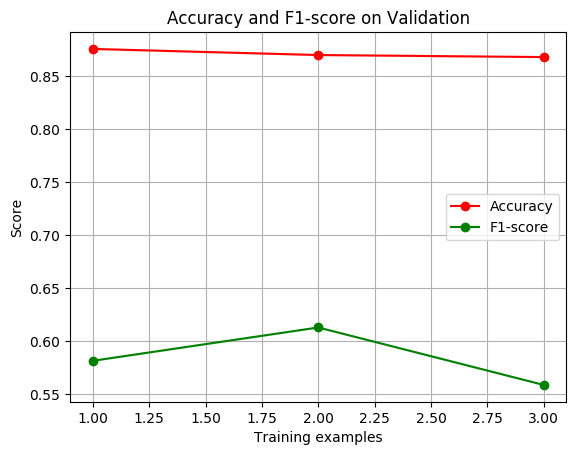 Accuracy and F1-score on Validation
Score
0.85
0.80
0.75
0.70
0.65
0.60
0.55
Accuracy
F1-score
1.00 1.25 1.50 1.75 2.00 2.25 2.50 2.75 3.00
Training examples